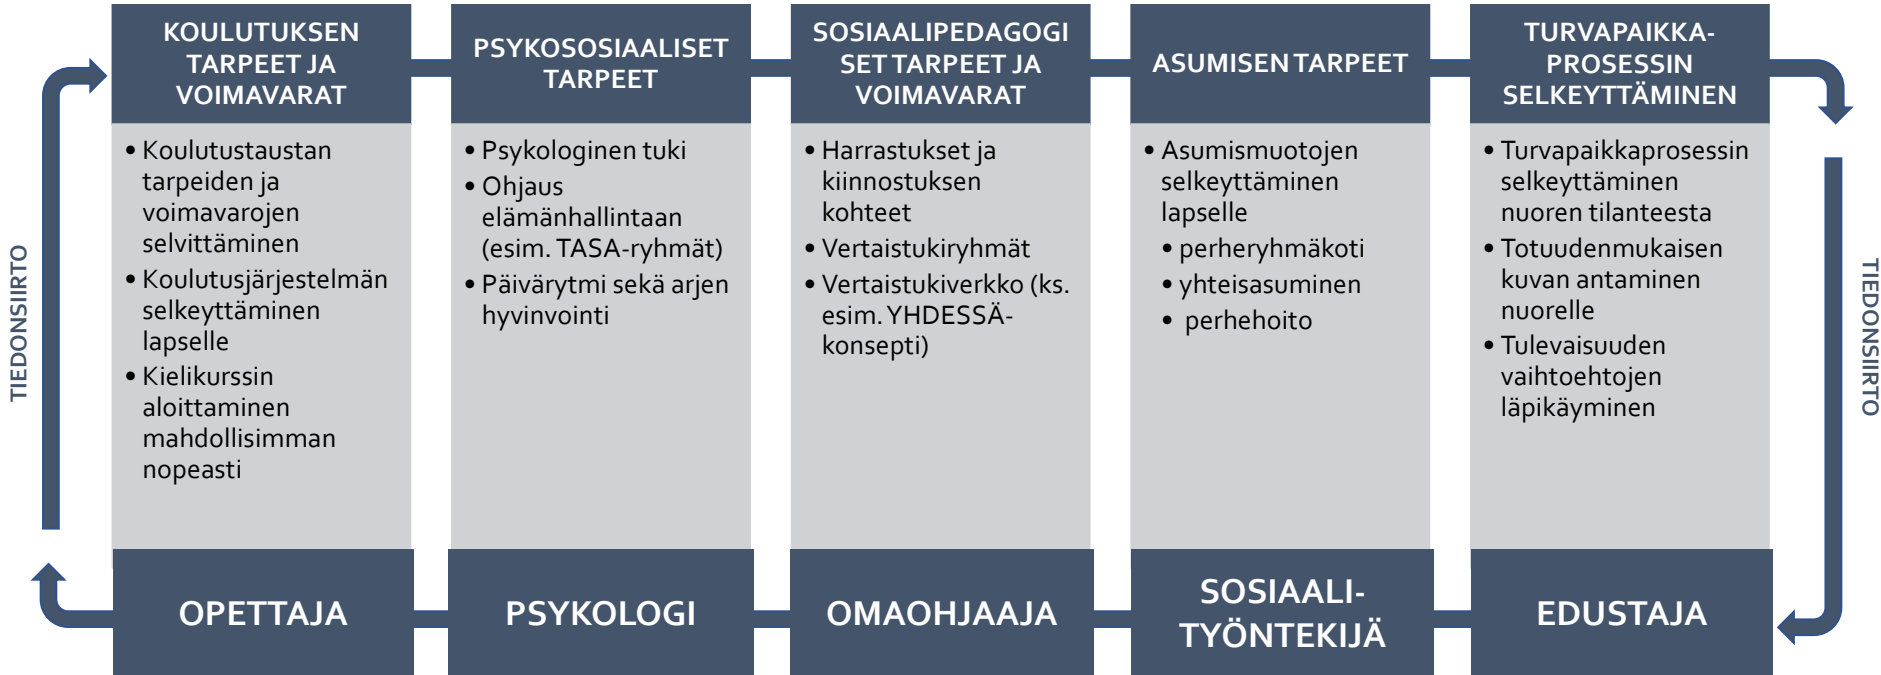 TIEDONSIIRTO
KOULUTUKSEN
TARPEET JA
VOIMAVARAT
• Koulutustaustan
tarpeiden ja
voimavarojen
selvittäminen
• Koulutusjärjestelmän
selkeyttäminen
lapselle
• Kielikurssin
aloittaminen
mahdollisimman
nopeasti
OPETTAJA
PSYKOSOSIAALISET
TARPEET
• Psykologinen tuki
• Ohjaus
elämänhallintaan
(esim. TASA-ryhmät)
• Päivärytmi sekä arjen
hyvinvointi
PSYKOLOGI
SOSIAALIPEDAGOGI
SET TARPEET JA
VOIMAVARAT
• Harrastukset ja
kiinnostuksen
kohteet
• Vertaistukiryhmät
• Vertaistukiverkko (ks.
esim. YHDESSÄ-
konsepti)
OMAOHJAAJA
ASUMISEN TARPEET
• Asumismuotojen
selkeyttäminen
lapselle
• perheryhmäkoti
• yhteisasuminen
• perhehoito
SOSIAALI-
TYÖNTEKIJÄ
TURVAPAIKKA-
PROSESSIN
SELKEYTTÄMINEN
• Turvapaikkaprosessin
selkeyttäminen
nuoren tilanteesta
• Totuudenmukaisen
kuvan antaminen
nuorelle
• Tulevaisuuden
vaihtoehtojen
läpikäyminen
EDUSTAJA
TIEDONSIIRTO